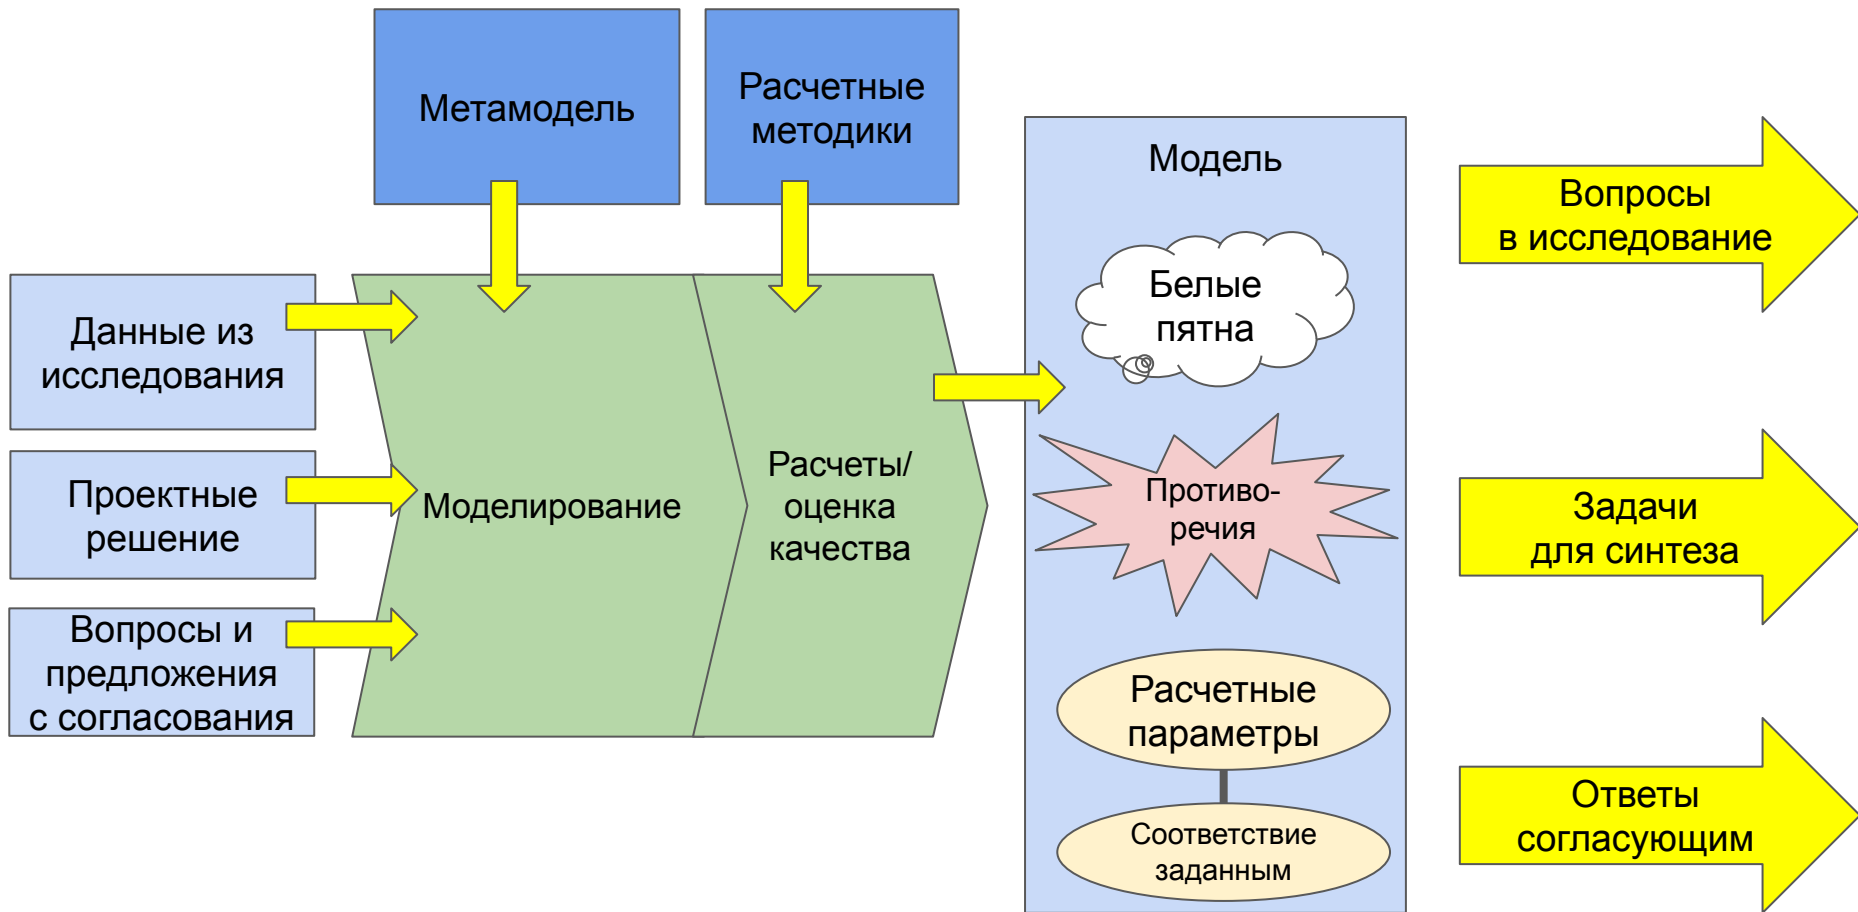 Метамодель
Расчетные
методики
Данные из
исследования
Проектные
решение
Вопросы и
предложения
с согласования
Моделирование
Расчеты/
оценка
качества
Модель
Белые
пятна
Противо-
речия
Расчетные
параметры
Соответствие
заданным
Вопросы
в исследование
Задачи
для синтеза
Ответы
согласующим